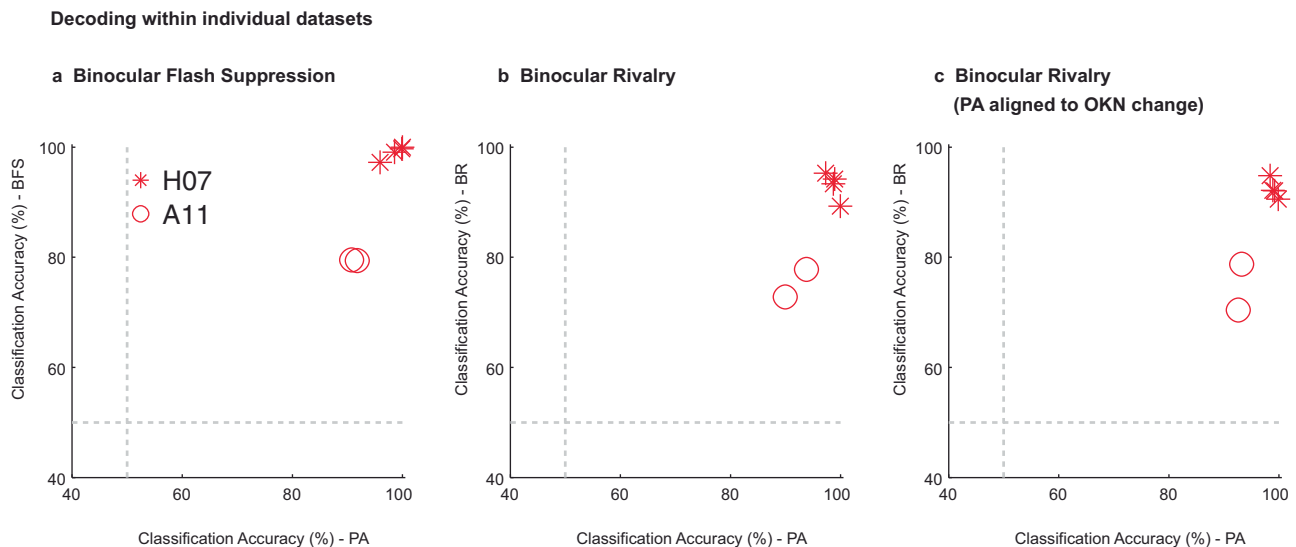 Decoding within individual datasets
a Binocular Flash Suppression
b Binocular Rivalry
c Binocular Rivalry
(PA aligned to OKN change)
Classification Accuracy (%) - BFS
100
80
60
40
H07
A11
40
60
80
100
Classification Accuracy (%) - PA
Classification Accuracy (%) - BR
100
80
60
40
40
60
80
100
Classification Accuracy (%) - PA
Classification Accuracy (%) - BR
100
80
60
40
40
60
80
100
Classification Accuracy (%) - PA